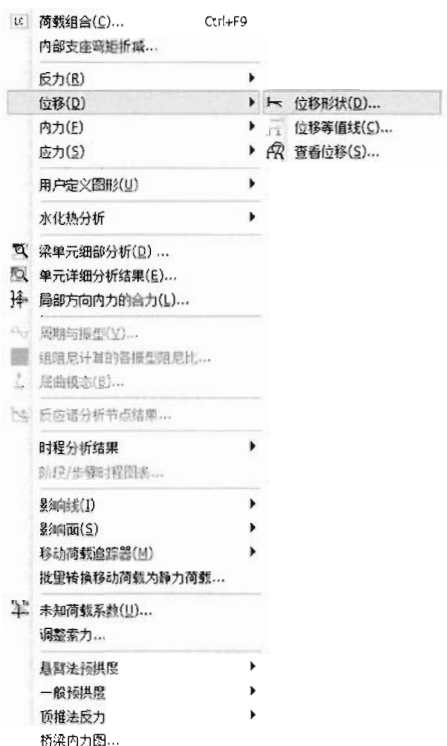 LC 荷载组合(C)... Ctrl+F9
内部支座弯矩折减...
反力(R)
位移(D)
位移形状(D)...
位移等值线(C)...
查看位移(S)...
内力(F)
应力(S)
用户定义图形(U)
水化热分析
梁单元细部分析(D) ...
单元详细分析结果(E)...
局部方向内力的合力(L)...
周期与振型(V)...
组阻尼计算的各振型阻尼比...
屈曲模态(B)...
反应谱分析节点结果...
时程分析结果
阶段/步骤时程图表...
影响线(I)
影响面(S)
移动荷载追踪器(M)
批量转换移动荷载为静力荷载...
未知荷载系数(U)...
调整索力...
悬臂法预拱度
一般预拱度
顶推法反力
桥梁内力图...